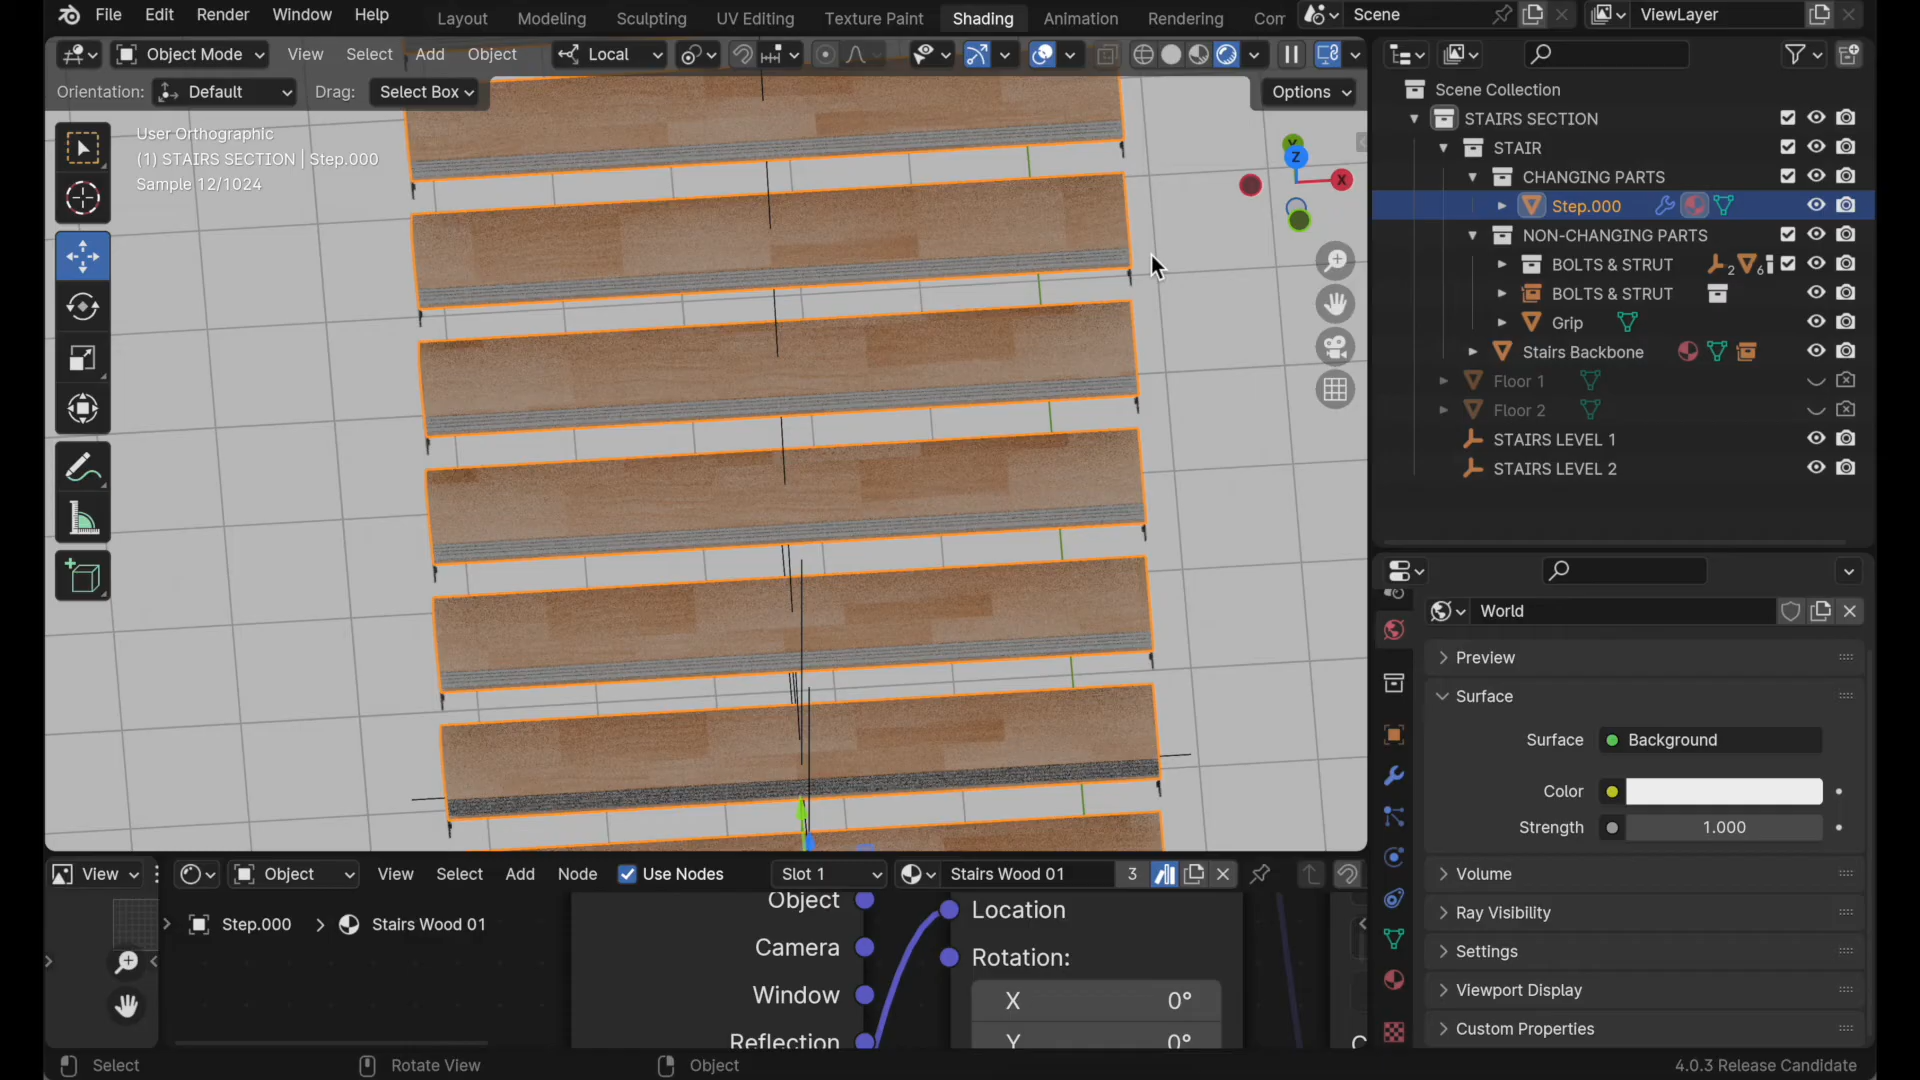 File Edit Render Window Help Layout Modeling Sculpting UV Editing Texture Paint Shading Animation Rendering Com Scene ViewLayer
Object Mode View Select Add Object Local
Orientation: Default Drag: Select Box Options
User Orthographic
(1) STAIRS SECTION | Step.000
Sample 12/1024
Y
Z
X
Scene Collection
STAIRS SECTION
STAIR
CHANGING PARTS
Step.000
NON-CHANGING PARTS
BOLTS & STRUT 2 6
BOLTS & STRUT
Grip
Stairs Backbone
Floor 1
Floor 2
STAIRS LEVEL 1
STAIRS LEVEL 2
World
Preview
Surface
Surface Background
Color
Strength 1.000
Volume
Ray Visibility
Settings
Viewport Display
Custom Properties
View Object View Select Add Node Use Nodes Slot 1 Stairs Wood 01 3
Step.000 > Stairs Wood 01
Object
Camera
Window
Reflection
Location
Rotation:
X 0°
Y 0°
C
Select Rotate View Object 4.0.3 Release Candidate